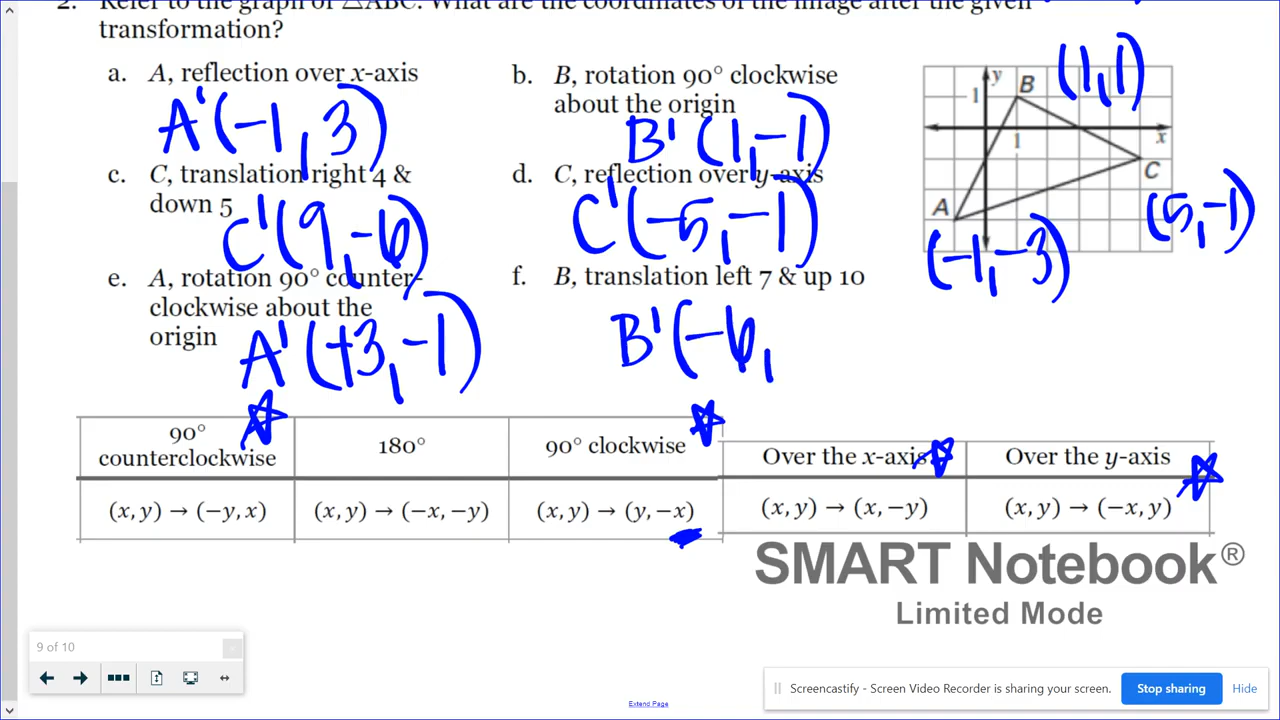 2. Refer to the graph of △ABC. What are the coordinates of the image after the given
transformation?
a. A, reflection over x-axis
A' (-1, 3)
b. B, rotation 90° clockwise
about the origin
B' (1, -1)
c. C, translation right 4 &
down 5
C' (9, -6)
d. C, reflection over y-axis
C' (-5, -1)
e. A, rotation 90° counter-
clockwise about the
origin
A' (+3, -1)
f. B, translation left 7 & up 10
B' (-6,
(1, 1)
y
1
B
1
x
C
A
(5, -1)
(-1, -3)
90°
counterclockwise
180°
90° clockwise
Over the x-axis
Over the y-axis
(x, y) → (-y, x)
(x, y) → (-x, -y)
(x, y) → (y, -x)
(x, y) → (x, -y)
(x, y) → (-x, y)
SMART Notebook®
Limited Mode
9 of 10
Extend Page
Screencastify - Screen Video Recorder is sharing your screen.
Stop sharing
Hide